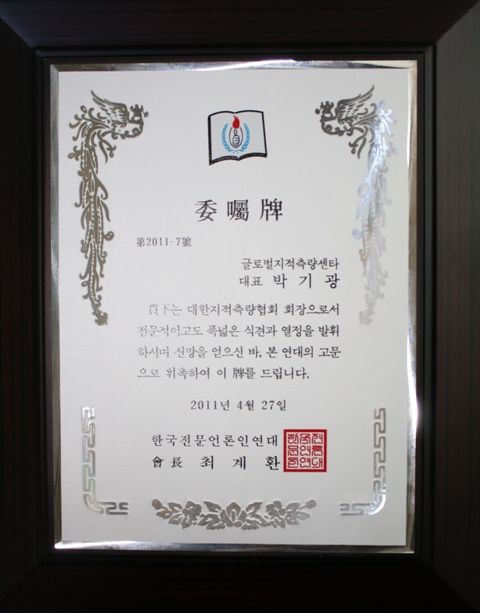 委囑牌
第2011-7號
글로벌지적측량센타
대표 박기광
貴下는 대한지적측량협회 회장으로서
전문적이고도 폭넓은 식견과 열정을 발휘
하시며 신망을 얻으신 바, 본 연대의 고문
으로 위촉하여 이 牌를 드립니다.
2011년 4월 27일
한국전문언론인연대
會長 최계환